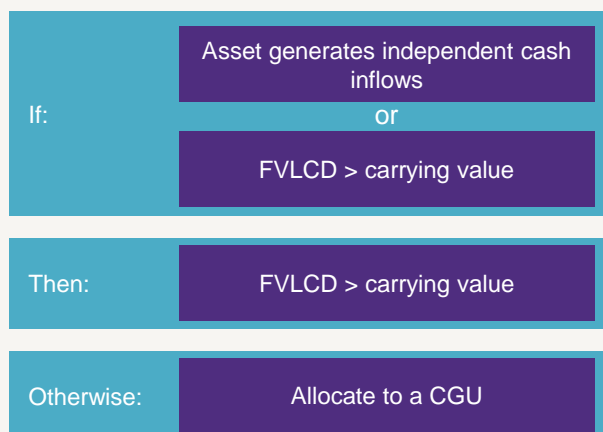 If:
Asset generates independent cash
inflows
or
FVLCD > carrying value
Then:
FVLCD > carrying value
Otherwise:
Allocate to a CGU